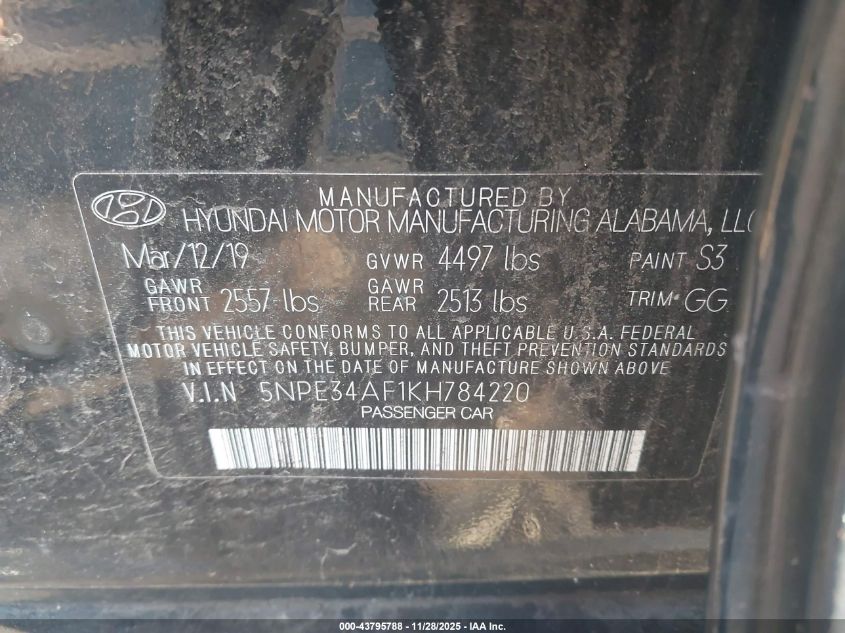 MANUFACTURED BY
HYUNDAI MOTOR MANUFACTURING ALABAMA, LLC
Mar/12/19 GVWR 4497 lbs PAINT S3
GAWR FRONT 2557 lbs GAWR REAR 2513 lbs TRIM: GG
THIS VEHICLE CONFORMS TO ALL APPLICABLE U.S.A. FEDERAL
MOTOR VEHICLE SAFETY, BUMPER, AND THEFT PREVENTION STANDARDS
IN EFFECT ON THE DATE OF MANUFACTURE SHOWN ABOVE
V.I.N 5NPE34AF1KH784220
PASSENGER CAR
000-43795788 - 11/28/2025 - IAA Inc.